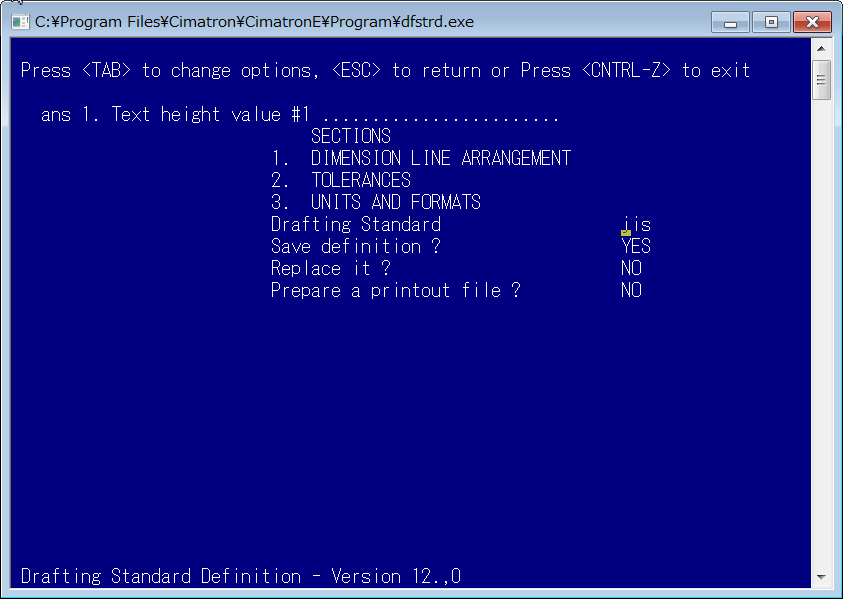 C:¥Program Files¥Cimatron¥CimatronE¥Program¥dfstrd.exe
Press <TAB> to change options, <ESC> to return or Press <CNTRL-Z> to exit
ans 1. Text height value #1 ........................
SECTIONS
1. DIMENSION LINE ARRANGEMENT
2. TOLERANCES
3. UNITS AND FORMATS
Drafting Standard jis
Save definition ? YES
Replace it ? NO
Prepare a printout file ? NO
Drafting Standard Definition - Version 12.,0